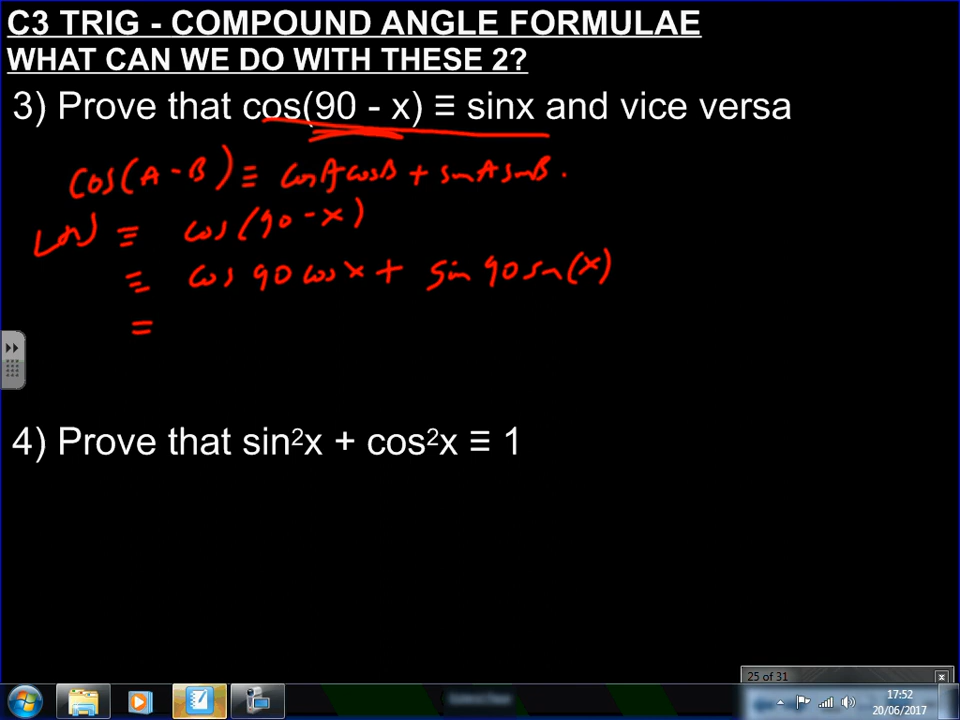 C3 TRIG - COMPOUND ANGLE FORMULAE
WHAT CAN WE DO WITH THESE 2?
3) Prove that cos(90 - x) ≡ sinx and vice versa
cos(A - B) ≡ cosAcosB + sinAsinB.
≡ cos(90 - x)
≡ cos 90 cos x + sin 90 sin(x)
=
4) Prove that sin²x + cos²x ≡ 1
25 of 31
17:52
20/06/2017